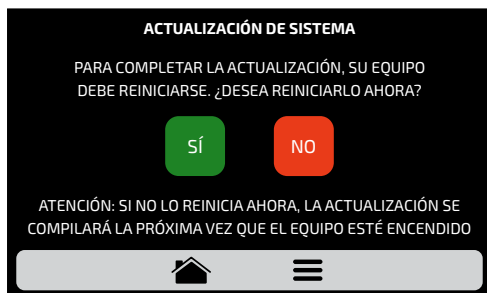 ACTUALIZACIÓN DE SISTEMA
PARA COMPLETAR LA ACTUALIZACIÓN, SU EQUIPO
DEBE REINICIARSE. ¿DESEA REINICIARLO AHORA?
SÍ
NO
ATENCIÓN: SI NO LO REINICIA AHORA, LA ACTUALIZACIÓN SE
COMPILARÁ LA PRÓXIMA VEZ QUE EL EQUIPO ESTÉ ENCENDIDO